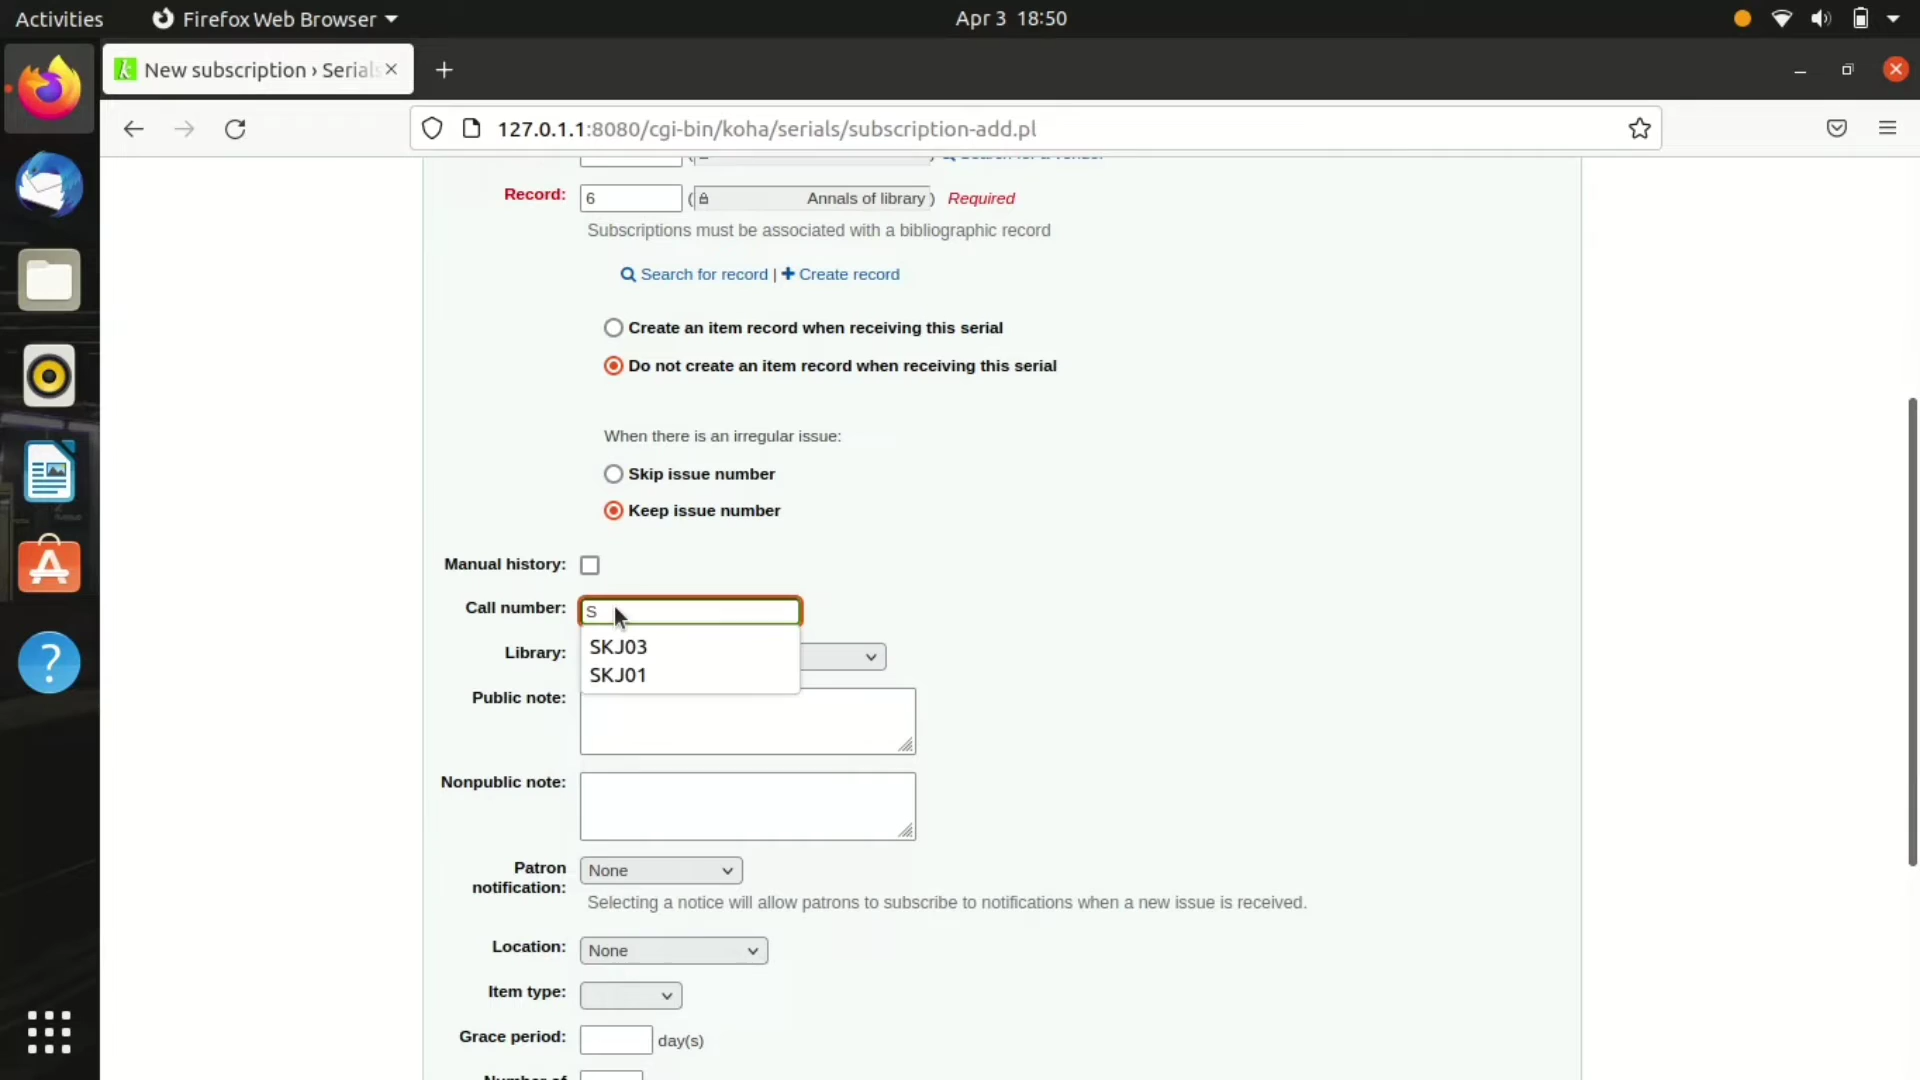 Activities
Firefox Web Browser
Apr 3 18:50
New subscription › Serials
127.0.1.1:8080/cgi-bin/koha/serials/subscription-add.pl
Record: 6 ( Annals of library ) Required
Subscriptions must be associated with a bibliographic record
Search for record | Create record
Create an item record when receiving this serial
Do not create an item record when receiving this serial
When there is an irregular issue:
Skip issue number
Keep issue number
Manual history:
Call number: S
SKJ03
Library:
SKJ01
Public note:
Nonpublic note:
Patron notification: None
Selecting a notice will allow patrons to subscribe to notifications when a new issue is received.
Location: None
Item type:
Grace period: day(s)
Number of